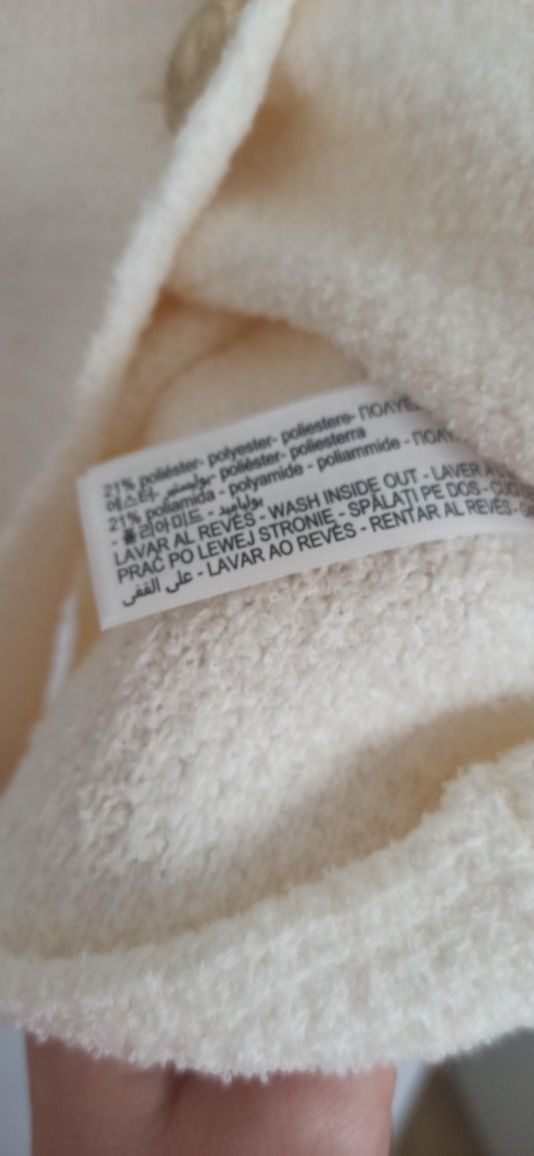 21% poliéster- polyester- poliestere- ΠΟΛΥΕ
에스터- بوليستر- polièster- poliesterra
21% poliamida - polyamide - poliammide - ΠΟΛΥ
- 폴리아미드 - بولياميد
LAVAR AL REVÉS - WASH INSIDE OUT - LAVER À L'E
PRAĆ PO LEWEJ STRONIE - SPĂLAȚI PE DOS -
على القفى - LAVAR AO REVÉS - RENTAR AL REVÉS -